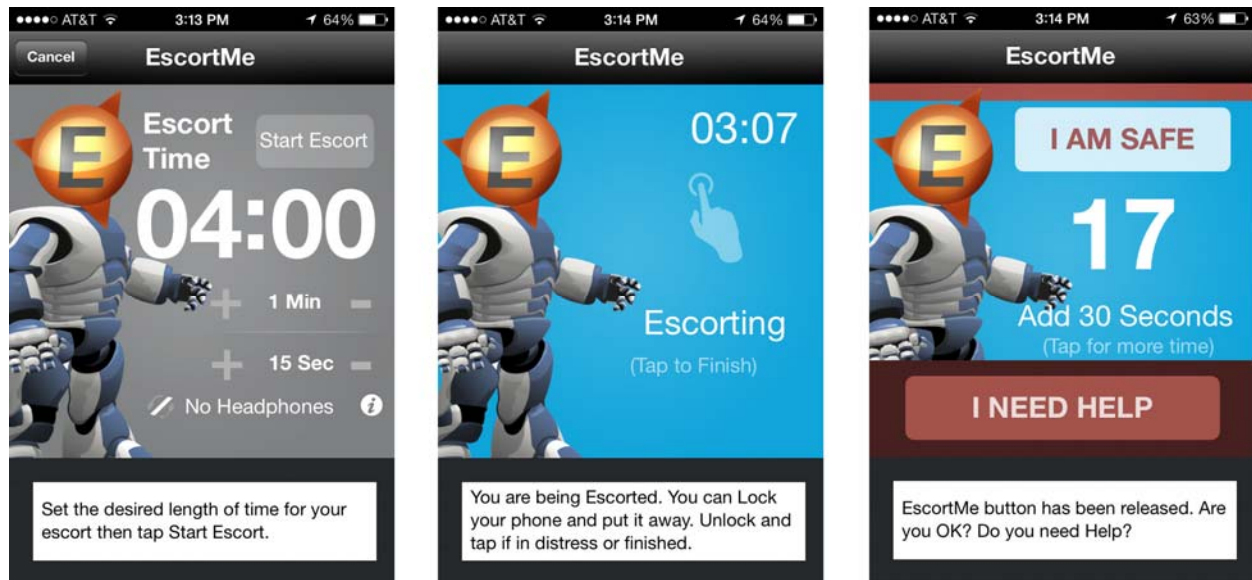 AT&T 3:13 PM 64%
Cancel EscortMe
E
Escort
Time
Start Escort
04:00
+ 1 Min -
+ 15 Sec -
No Headphones i
Set the desired length of time for your
escort then tap Start Escort.
AT&T 3:14 PM 64%
EscortMe
E
03:07
Escorting
(Tap to Finish)
You are being Escorted. You can Lock
your phone and put it away. Unlock and
tap if in distress or finished.
AT&T 3:14 PM 63%
EscortMe
E
I AM SAFE
17
Add 30 Seconds
(Tap for more time)
I NEED HELP
EscortMe button has been released. Are
you OK? Do you need Help?